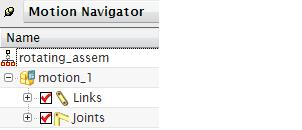 Motion Navigator
Name
rotating_assem
motion_1
Links
Joints